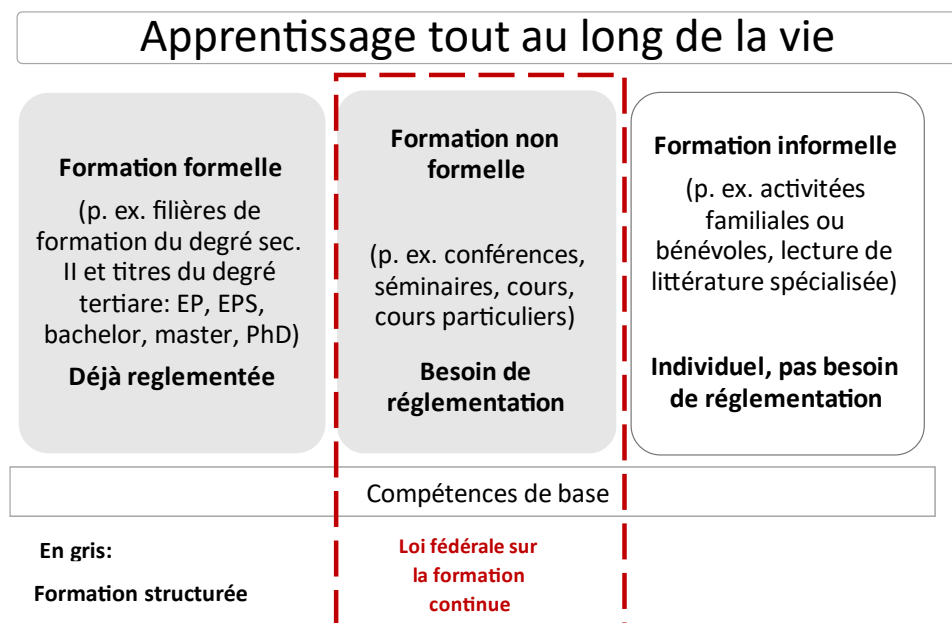 Apprentissage tout au long de la vie
Formation formelle
(p. ex. filières de
formation du degré sec.
II et titres du degré
tertiare: EP, EPS,
bachelor, master, PhD)
Déjà reglementée
Formation non
formelle
(p. ex. conférences,
séminaires, cours,
cours particuliers)
Besoin de
réglementation
Formation informelle
(p. ex. activitées
familiales ou
bénévoles, lecture de
littérature spécialisée)
Individuel, pas besoin
de réglementation
Compétences de base
En gris:
Formation structurée
Loi fédérale sur
la formation
continue